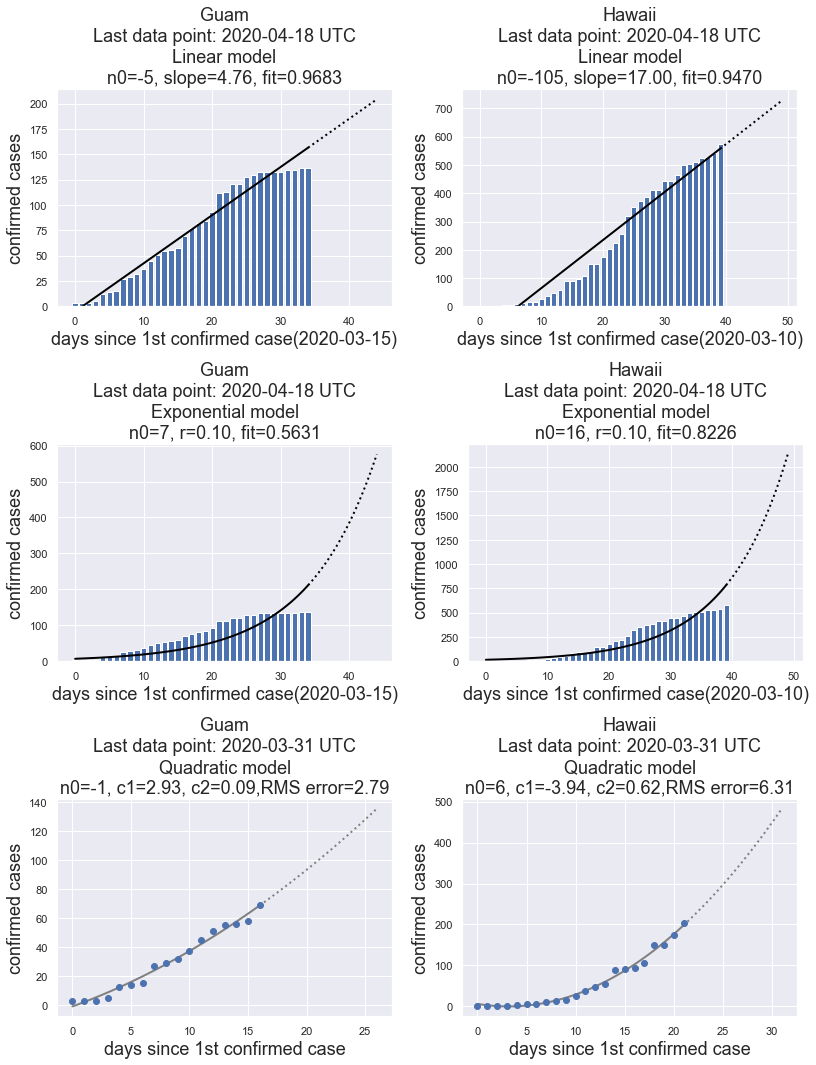 Guam
Last data point: 2020-04-18 UTC
Linear model
n0=-5, slope=4.76, fit=0.9683
200
175
150
125
100
75
50
25
0
confirmed cases
0 10 20 30 40
days since 1st confirmed case(2020-03-15)
Hawaii
Last data point: 2020-04-18 UTC
Linear model
n0=-105, slope=17.00, fit=0.9470
700
600
500
400
300
200
100
0
confirmed cases
0 10 20 30 40 50
days since 1st confirmed case(2020-03-10)
Guam
Last data point: 2020-04-18 UTC
Exponential model
n0=7, r=0.10, fit=0.5631
600
500
400
300
200
100
0
confirmed cases
0 10 20 30 40
days since 1st confirmed case(2020-03-15)
Hawaii
Last data point: 2020-04-18 UTC
Exponential model
n0=16, r=0.10, fit=0.8226
2000
1750
1500
1250
1000
750
500
250
0
confirmed cases
0 10 20 30 40 50
days since 1st confirmed case(2020-03-10)
Guam
Last data point: 2020-03-31 UTC
Quadratic model
n0=-1, c1=2.93, c2=0.09,RMS error=2.79
140
120
100
80
60
40
20
0
confirmed cases
0 5 10 15 20 25
days since 1st confirmed case
Hawaii
Last data point: 2020-03-31 UTC
Quadratic model
n0=6, c1=-3.94, c2=0.62,RMS error=6.31
500
400
300
200
100
0
confirmed cases
0 5 10 15 20 25 30
days since 1st confirmed case